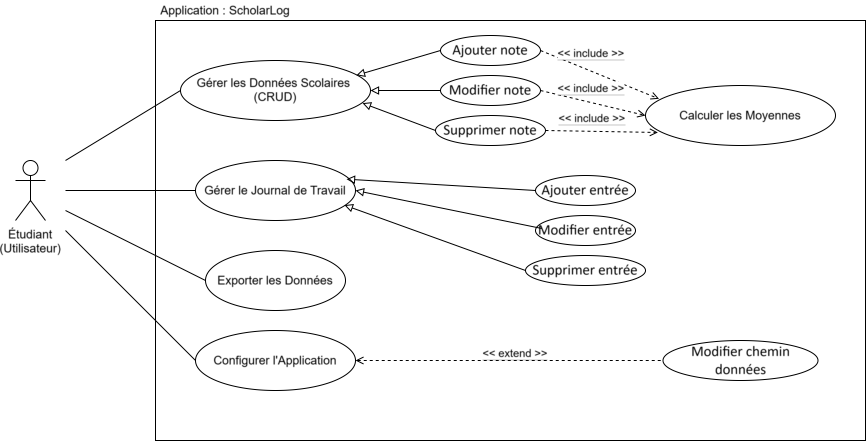 Application : ScholarLog
Ajouter note
<< include >>
Gérer les Données Scolaires
(CRUD)
Modifier note
<< include >>
Calculer les Moyennes
<< include >>
Supprimer note
Gérer le Journal de Travail
Ajouter entrée
Étudiant
(Utilisateur)
Modifier entrée
Supprimer entrée
Exporter les Données
Configurer l'Application
<< extend >>
Modifier chemin
données